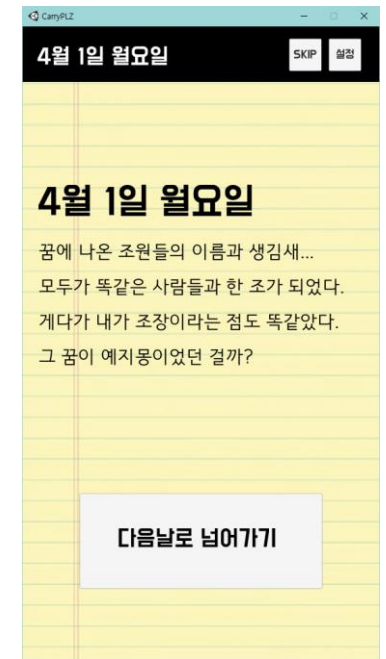 CarryPLZ
4월 1일 월요일
SKIP
설정
4월 1일 월요일
꿈에 나온 조원들의 이름과 생김새...
모두가 똑같은 사람들과 한 조가 되었다.
게다가 내가 조장이라는 점도 똑같았다.
그 꿈이 예지몽이었던 걸까?
다음날로 넘어가기